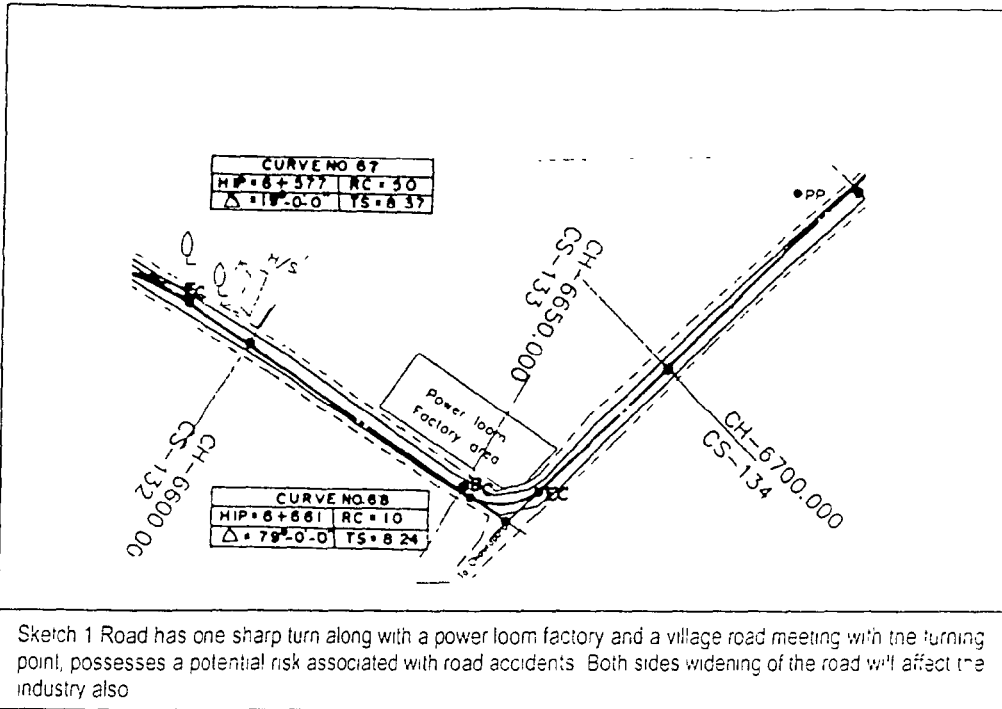 CURVE NO 67
HIP = 6+577 RC = 50
Δ = 19°-0-0" TS = 8 37
PP
EC
H/S
CH-6650.000
CS-133
Power loom
Factory area
CH-6600.00
CS-132
BC
EC
CH-6700.000
CS-134
CURVE NO.68
HIP = 6+661 RC = 10
Δ = 79°-0-0" TS = 8 24
To
Sketch 1 Road has one sharp turn along with a power loom factory and a village road meeting with the turning
point, possesses a potential risk associated with road accidents Both sides widening of the road will affect the
industry also